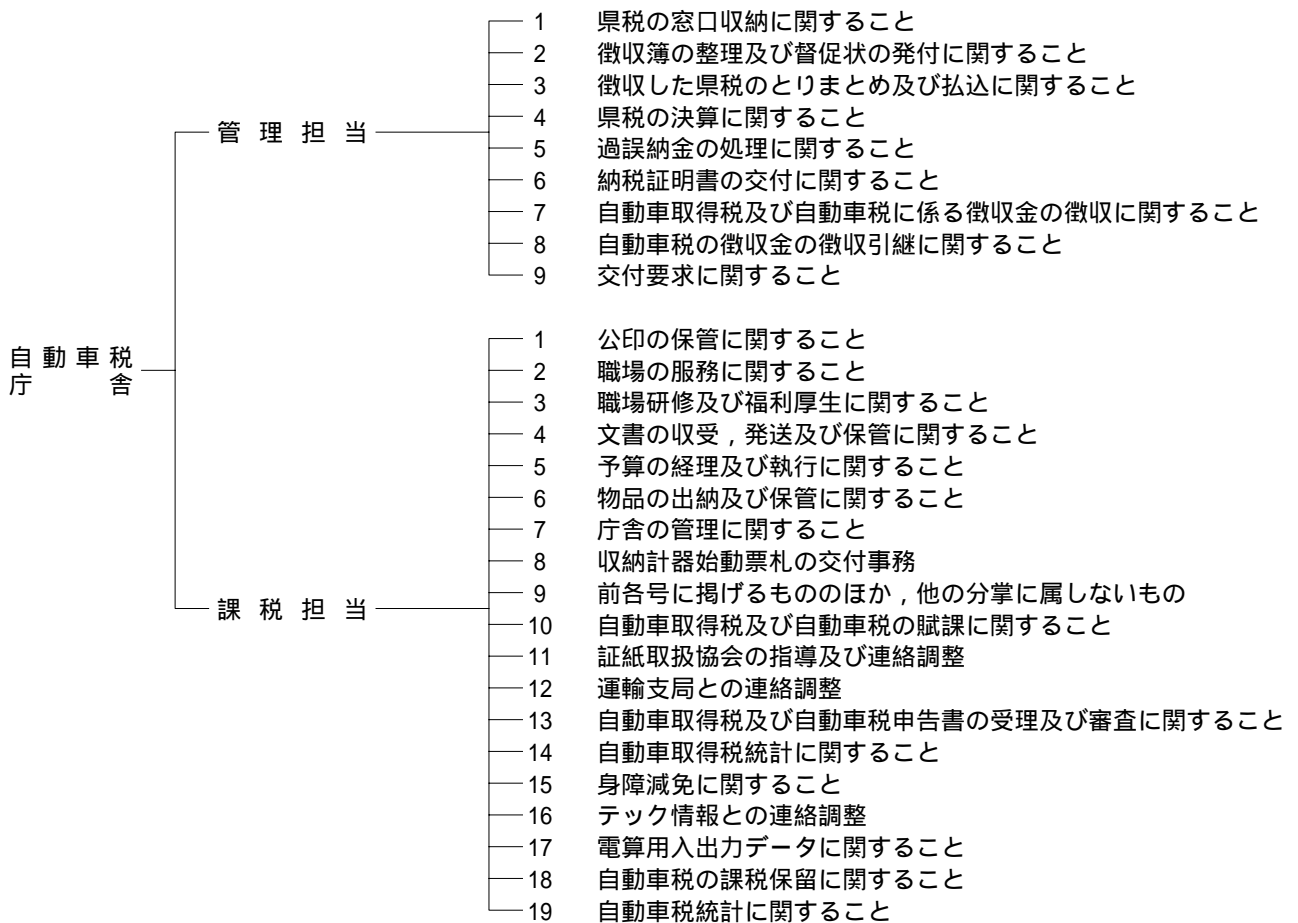 自動車税
庁舎
管理担当
1 県税の窓口収納に関すること
2 徴収簿の整理及び督促状の発付に関すること
3 徴収した県税のとりまとめ及び払込に関すること
4 県税の決算に関すること
5 過誤納金の処理に関すること
6 納税証明書の交付に関すること
7 自動車取得税及び自動車税に係る徴収金の徴収に関すること
8 自動車税の徴収金の徴収引継に関すること
9 交付要求に関すること
課税担当
1 公印の保管に関すること
2 職場の服務に関すること
3 職場研修及び福利厚生に関すること
4 文書の収受，発送及び保管に関すること
5 予算の経理及び執行に関すること
6 物品の出納及び保管に関すること
7 庁舎の管理に関すること
8 収納計器始動票札の交付事務
9 前各号に掲げるもののほか，他の分掌に属しないもの
10 自動車取得税及び自動車税の賦課に関すること
11 証紙取扱協会の指導及び連絡調整
12 運輸支局との連絡調整
13 自動車取得税及び自動車税申告書の受理及び審査に関すること
14 自動車取得税統計に関すること
15 身障減免に関すること
16 テック情報との連絡調整
17 電算用入出力データに関すること
18 自動車税の課税保留に関すること
19 自動車税統計に関すること